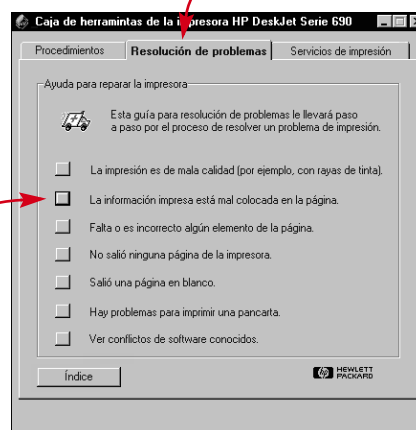 Caja de herramintas de la impresora HP DeskJet Serie 690
Procedimientos
Resolución de problemas
Servicios de impresión
Ayuda para reparar la impresora
Esta guía para resolución de problemas le llevará paso
a paso por el proceso de resolver un problema de impresión.
La impresión es de mala calidad (por ejemplo, con rayas de tinta).
La información impresa está mal colocada en la página.
Falta o es incorrecto algún elemento de la página.
No salió ninguna página de la impresora.
Salió una página en blanco.
Hay problemas para imprimir una pancarta.
Ver conflictos de software conocidos.
Índice
hp HEWLETT
PACKARD